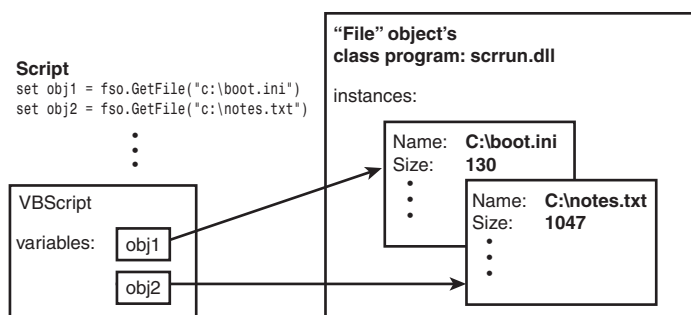 Script
set obj1 = fso.GetFile("c:\boot.ini")
set obj2 = fso.GetFile("c:\notes.txt")
VBScript
variables:
obj1
obj2
“File” object’s
class program: scrrun.dll
instances:
Name: C:\boot.ini
Size: 130
Name: C:\notes.txt
Size: 1047